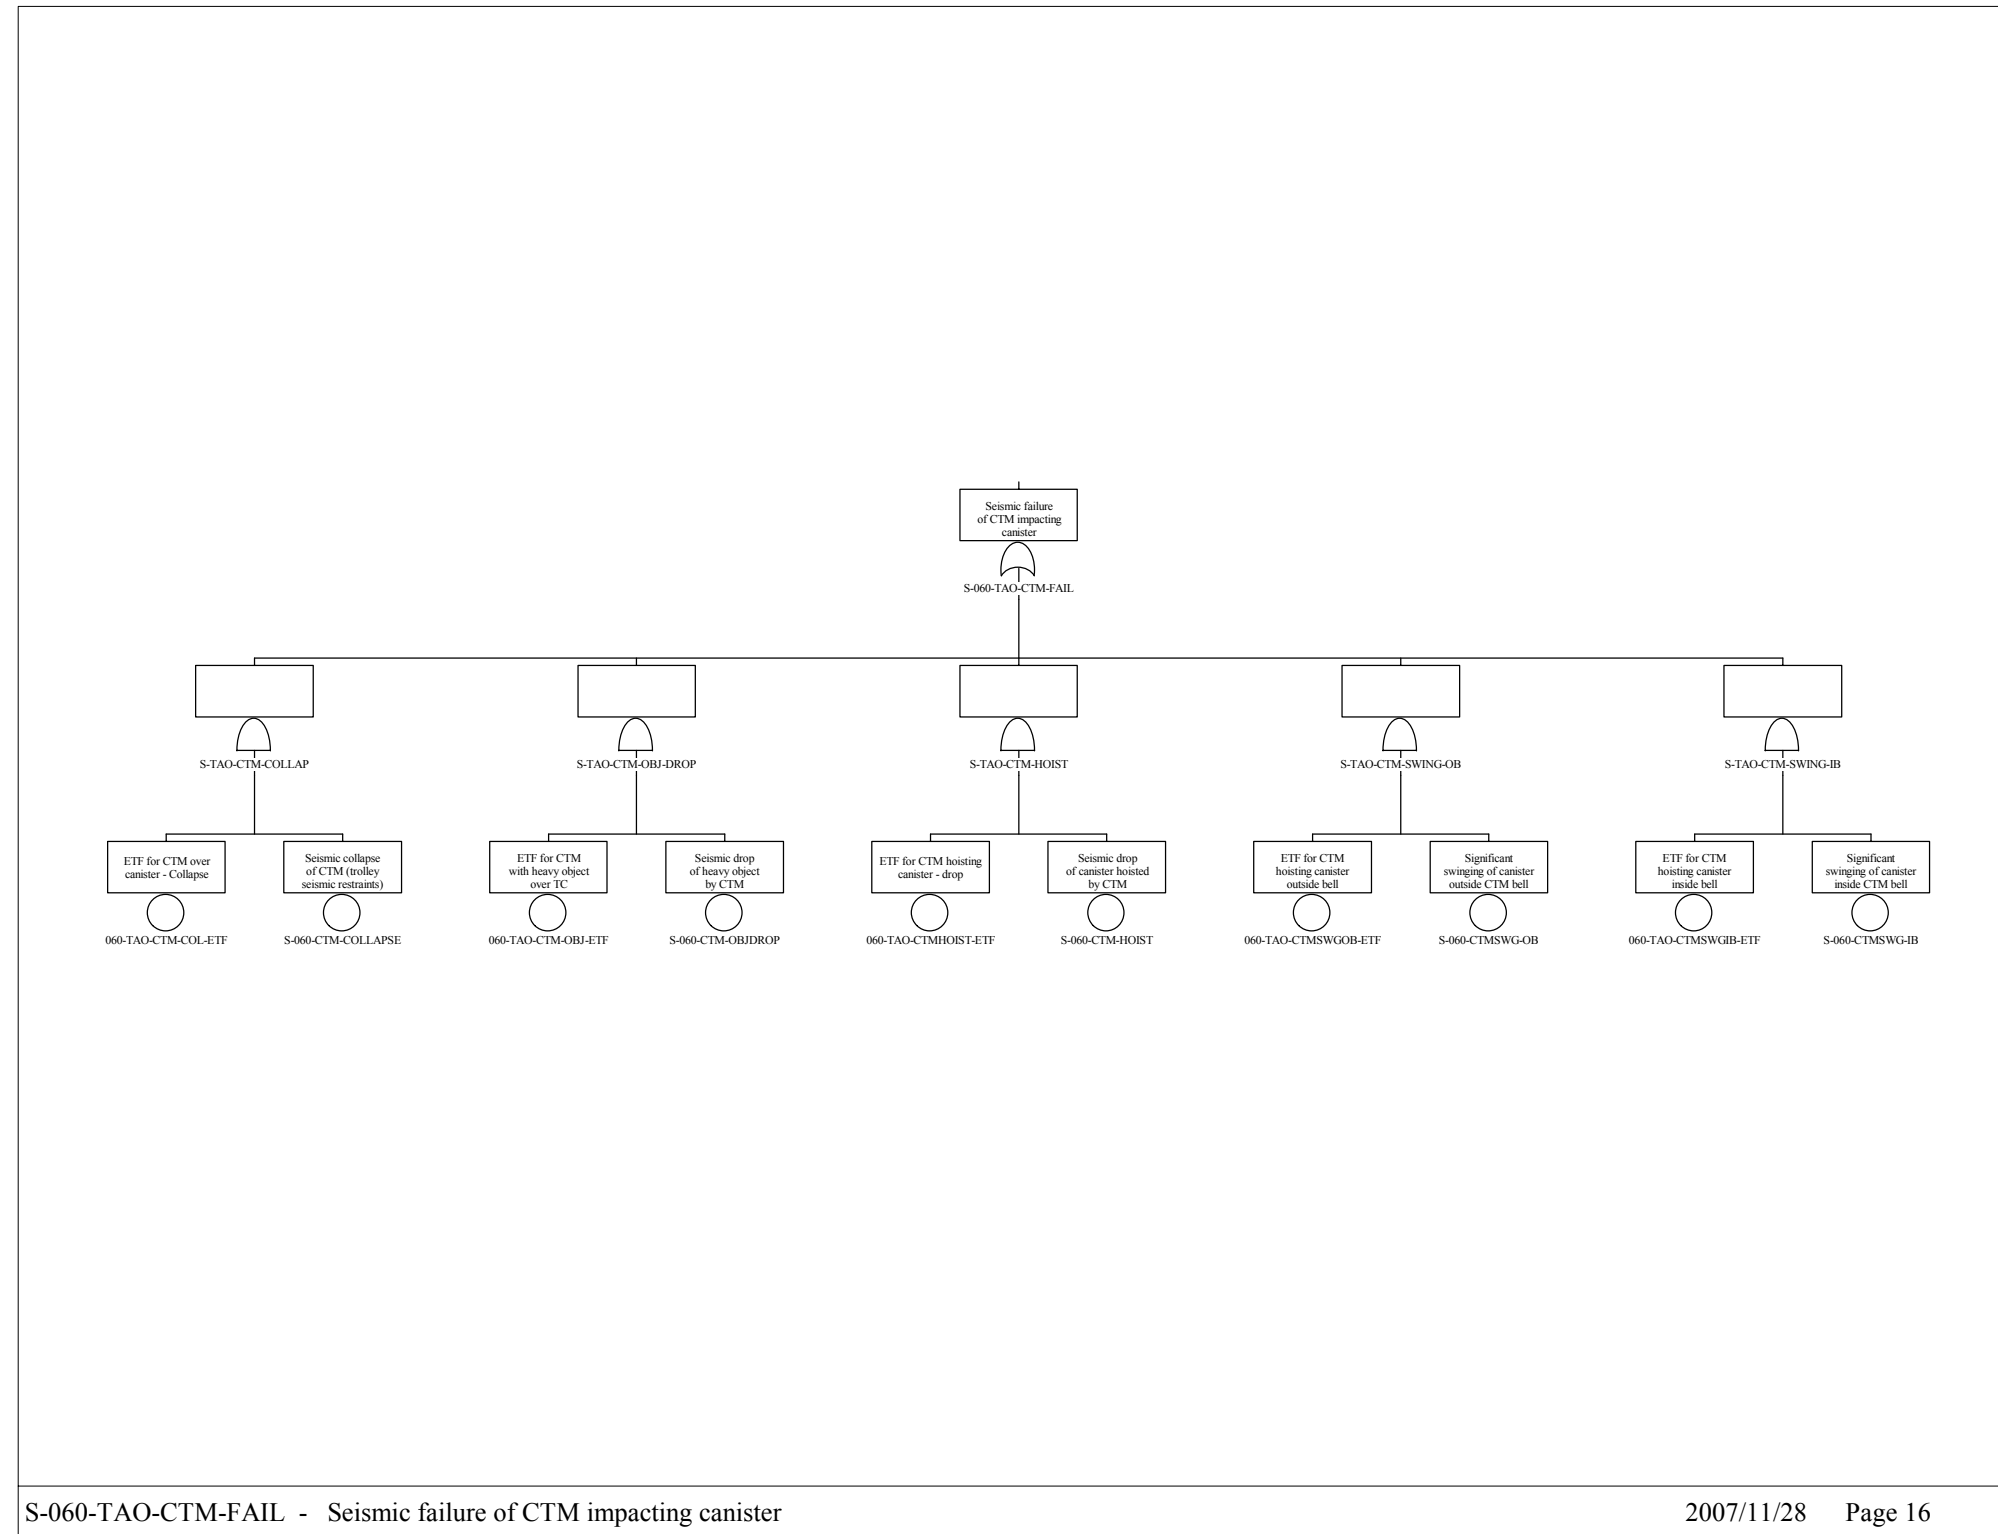 Seismic failure
of CTM impacting
canister
S-060-TAO-CTM-FAIL
S-TAO-CTM-COLLAP
S-TAO-CTM-OBJ-DROP
S-TAO-CTM-HOIST
S-TAO-CTM-SWING-OB
S-TAO-CTM-SWING-IB
ETF for CTM over
canister - Collapse
060-TAO-CTM-COL-ETF
Seismic collapse
of CTM (trolley
seismic restraints)
S-060-CTM-COLLAPSE
ETF for CTM
with heavy object
over TC
060-TAO-CTM-OBJ-ETF
Seismic drop
of heavy object
by CTM
S-060-CTM-OBJDROP
ETF for CTM hoisting
canister - drop
060-TAO-CTMHOIST-ETF
Seismic drop
of canister hoisted
by CTM
S-060-CTM-HOIST
ETF for CTM
hoisting canister
outside bell
060-TAO-CTMSWGOB-ETF
Significant
swinging of canister
outside CTM bell
S-060-CTMSWG-OB
ETF for CTM
hoisting canister
inside bell
060-TAO-CTMSWGIB-ETF
Significant
swinging of canister
inside CTM bell
S-060-CTMSWG-IB
S-060-TAO-CTM-FAIL - Seismic failure of CTM impacting canister
2007/11/28 Page 16